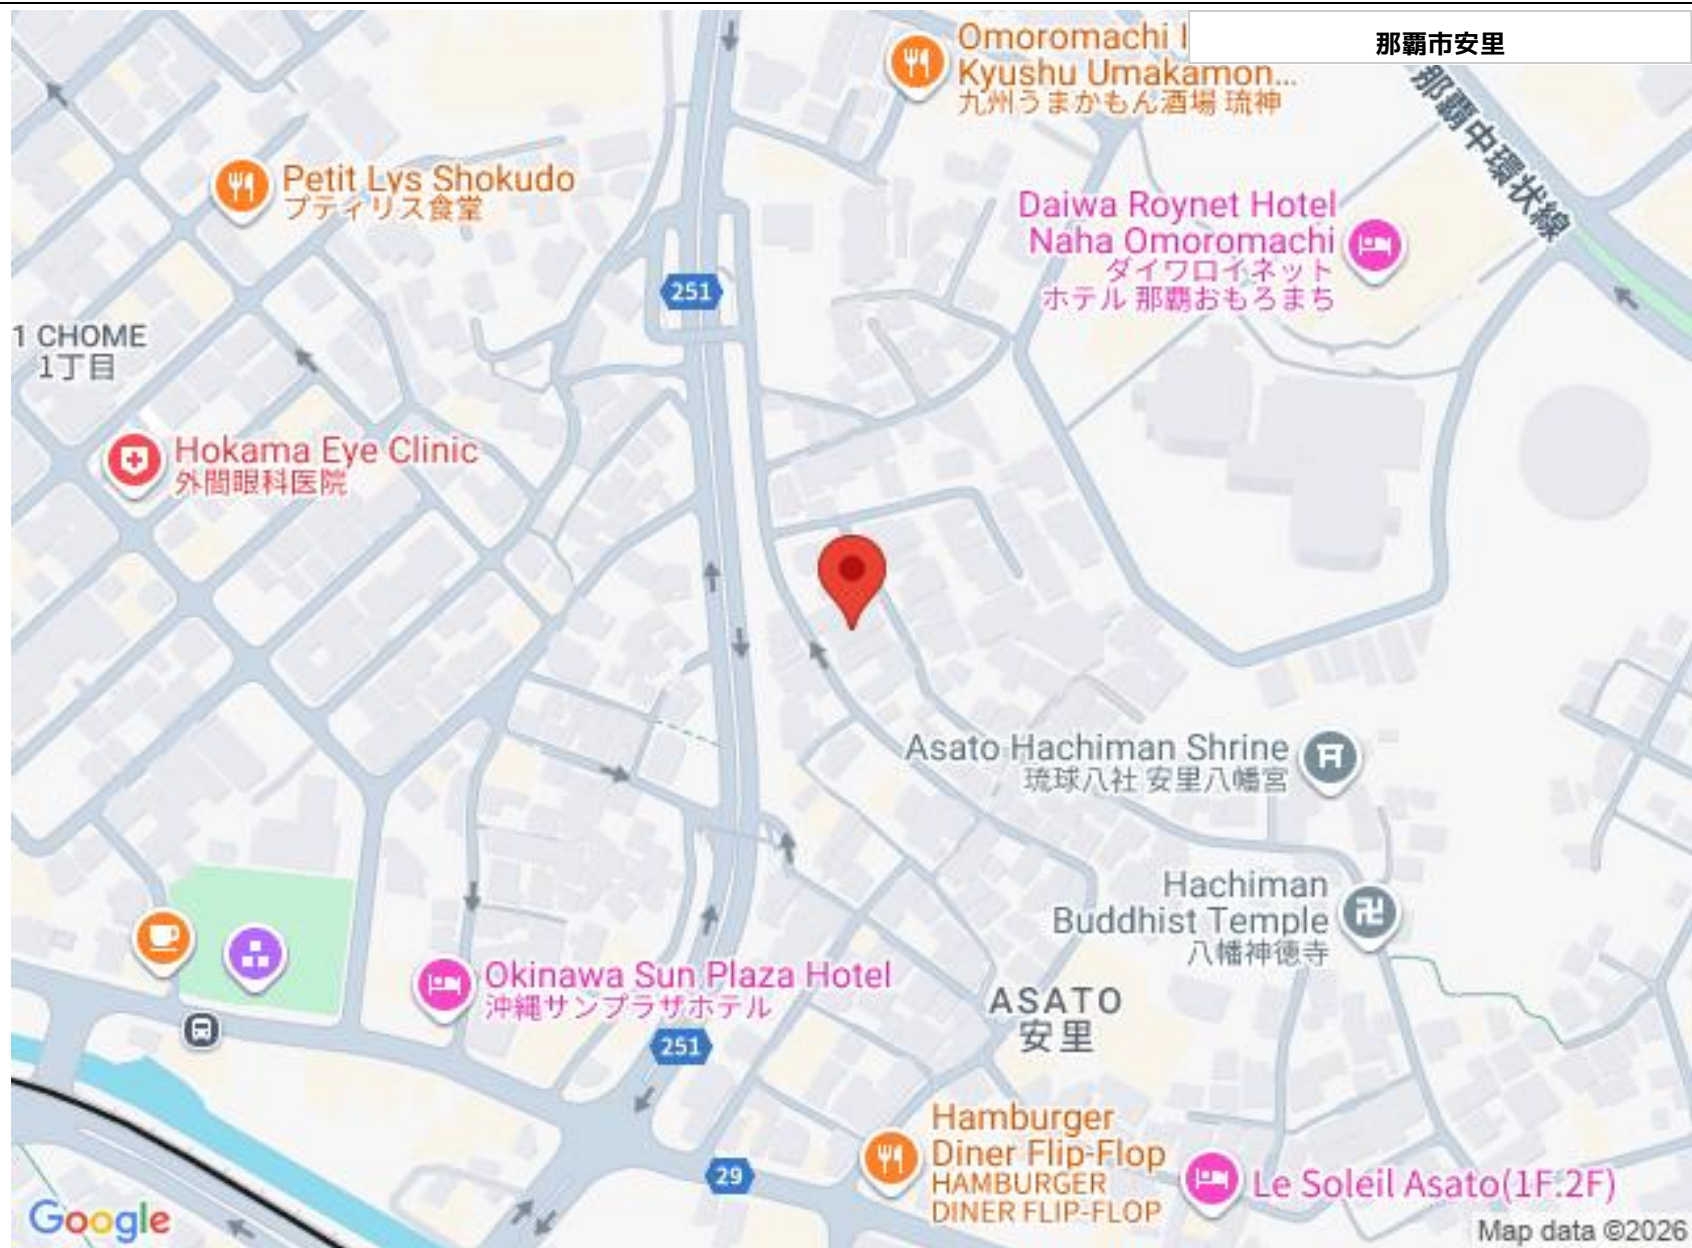 那覇市安里
Omoromachi I
Kyushu Umakamon...
九州うまかもん酒場 琉神
那覇中環状線
Petit Lys Shokudo
プティリス食堂
Daiwa Roynet Hotel
Naha Omoromachi
ダイワロイネット
ホテル 那覇おもろまち
251
1 CHOME
1丁目
Hokama Eye Clinic
外間眼科医院
Asato Hachiman Shrine
琉球八社 安里八幡宮
Hachiman
Buddhist Temple
八幡神徳寺
卍
Okinawa Sun Plaza Hotel
沖縄サンプラザホテル
ASATO
安里
251
Hamburger
Diner Flip-Flop
HAMBURGER
DINER FLIP-FLOP
29
Le Soleil Asato(1F.2F)
Google
Map data ©2026